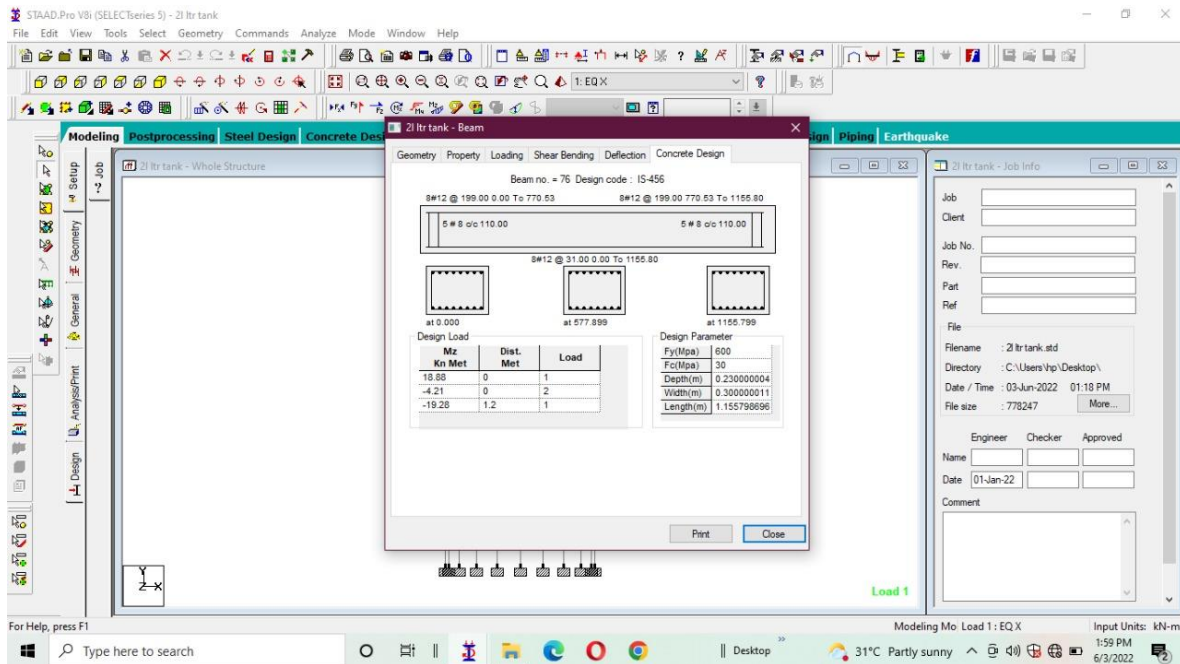 STAAD.Pro V8i (SELECTseries 5) - 2l ltr tank
File Edit View Tools Select Geometry Commands Analyze Mode Window Help
1: EQ X
Modeling Postprocessing Steel Design Concrete Des ign Piping Earthquake
2l ltr tank - Whole Structure
Setup
Geometry
General
Analysis/Print
Design
Job
2l ltr tank - Beam
Geometry Property Loading Shear Bending Deflection Concrete Design
Beam no. = 76 Design code : IS-456
8#12 @ 199.00 0.00 To 770.53 8#12 @ 199.00 770.53 To 1155.80
5 # 8 c/c 110.00 5 # 8 c/c 110.00
8#12 @ 31.00 0.00 To 1155.80
at 0.000 at 577.899 at 1155.799
Design Load
Mz Kn Met Dist. Met Load
18.88 0 1
-4.21 0 2
-19.28 1.2 1
Design Parameter
Fy(Mpa) 600
Fc(Mpa) 30
Depth(m) 0.230000004
Width(m) 0.300000011
Length(m) 1.155798696
Print Close
Y
Z X
Load 1
2l ltr tank - Job Info
Job
Client
Job No.
Rev.
Part
Ref
File
Filename : 2l ltr tank.std
Directory : C:\Users\hp\Desktop\
Date / Time : 03-Jun-2022 01:18 PM
File size : 778247 More...
Engineer Checker Approved
Name
Date 01-Jan-22
Comment
For Help, press F1 Modeling Mo Load 1 : EQ X Input Units: kN-m
Type here to search Desktop 31°C Partly sunny 1:59 PM
6/3/2022